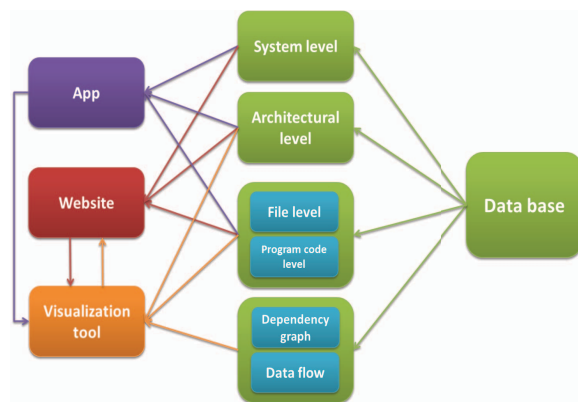 System level
App
Architectural
level
Website
File level
Program code
level
Data base
Visualization
tool
Dependency
graph
Data flow